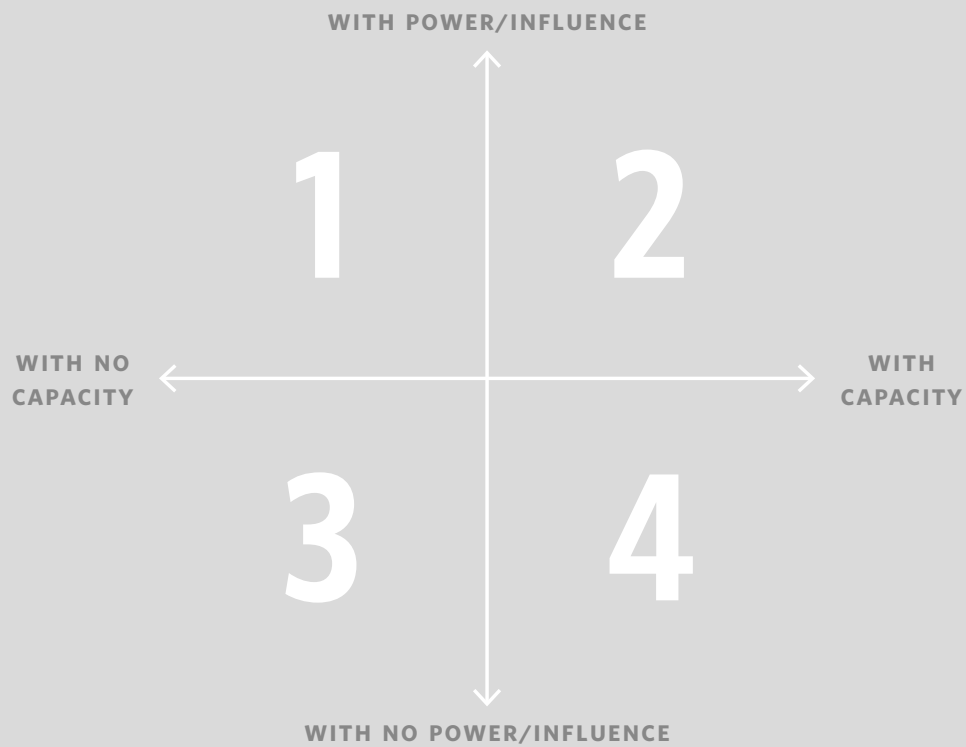 WITH POWER/INFLUENCE
1 2
WITH NO
CAPACITY
WITH
CAPACITY
3 4
WITH NO POWER/INFLUENCE